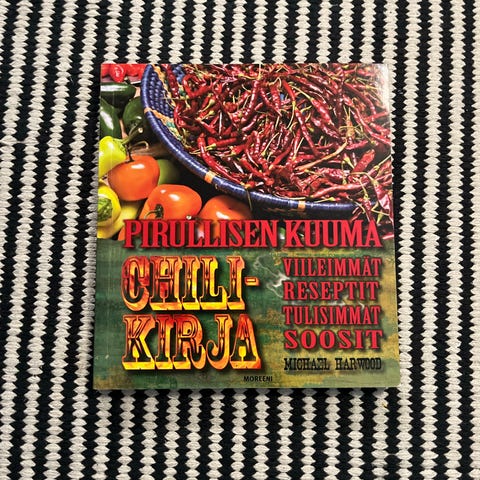 PIRULLISEN KUUMA
CHILI-
KIRJA
VIILEIMMÄT
RESEPTIT
TULISIMMAT
SOOSIT
MICHAEL HARWOOD
MOREENI